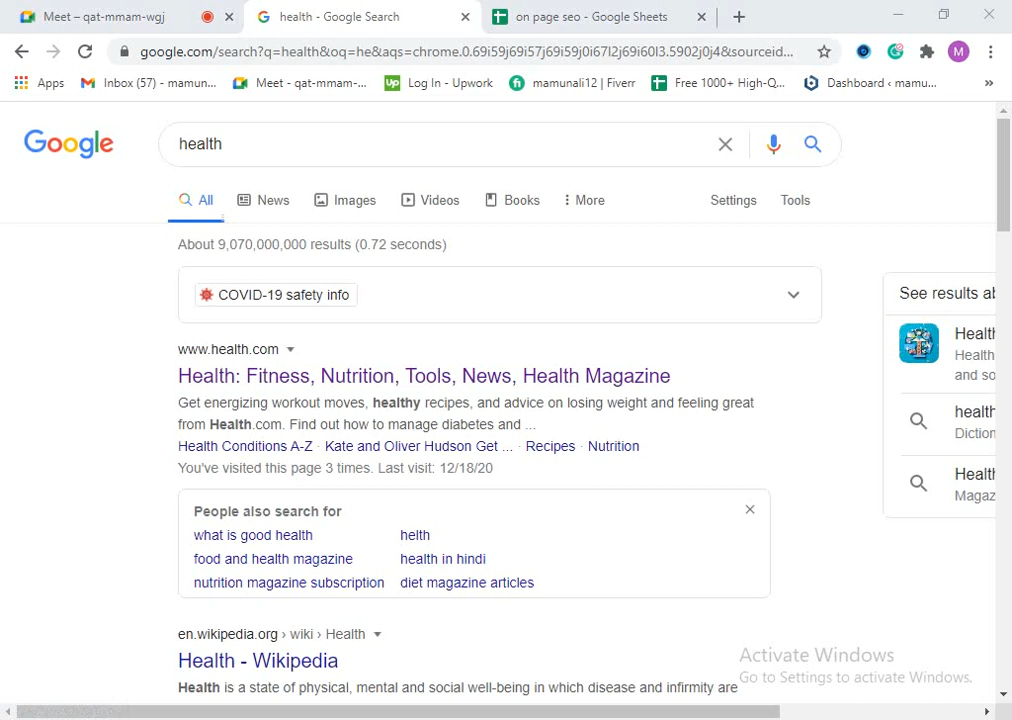 Meet – qat-mmam-wgj
health - Google Search
on page seo - Google Sheets
google.com/search?q=health&oq=he&aqs=chrome.0.69i59j69i57j69i59j0i67l2j69i60l3.5902j0j4&sourceid...
M
Apps
Inbox (57) - mamun...
Meet - qat-mmam-...
Up
Log In - Upwork
mamunali12 | Fiverr
Free 1000+ High-Q...
Dashboard ‹ mamu...
»
Google
health
All
News
Images
Videos
Books
More
Settings
Tools
About 9,070,000,000 results (0.72 seconds)
COVID-19 safety info
See results ab
www.health.com
Health: Fitness, Nutrition, Tools, News, Health Magazine
Get energizing workout moves, healthy recipes, and advice on losing weight and feeling great
from Health.com. Find out how to manage diabetes and ...
Health Conditions A-Z · Kate and Oliver Hudson Get ... · Recipes · Nutrition
You've visited this page 3 times. Last visit: 12/18/20
Health
Health
and so
health
Diction
Health
Magaz
People also search for
what is good health
helth
food and health magazine
health in hindi
nutrition magazine subscription
diet magazine articles
en.wikipedia.org › wiki › Health
Health - Wikipedia
Health is a state of physical, mental and social well-being in which disease and infirmity are
Activate Windows
Go to Settings to activate Windows.